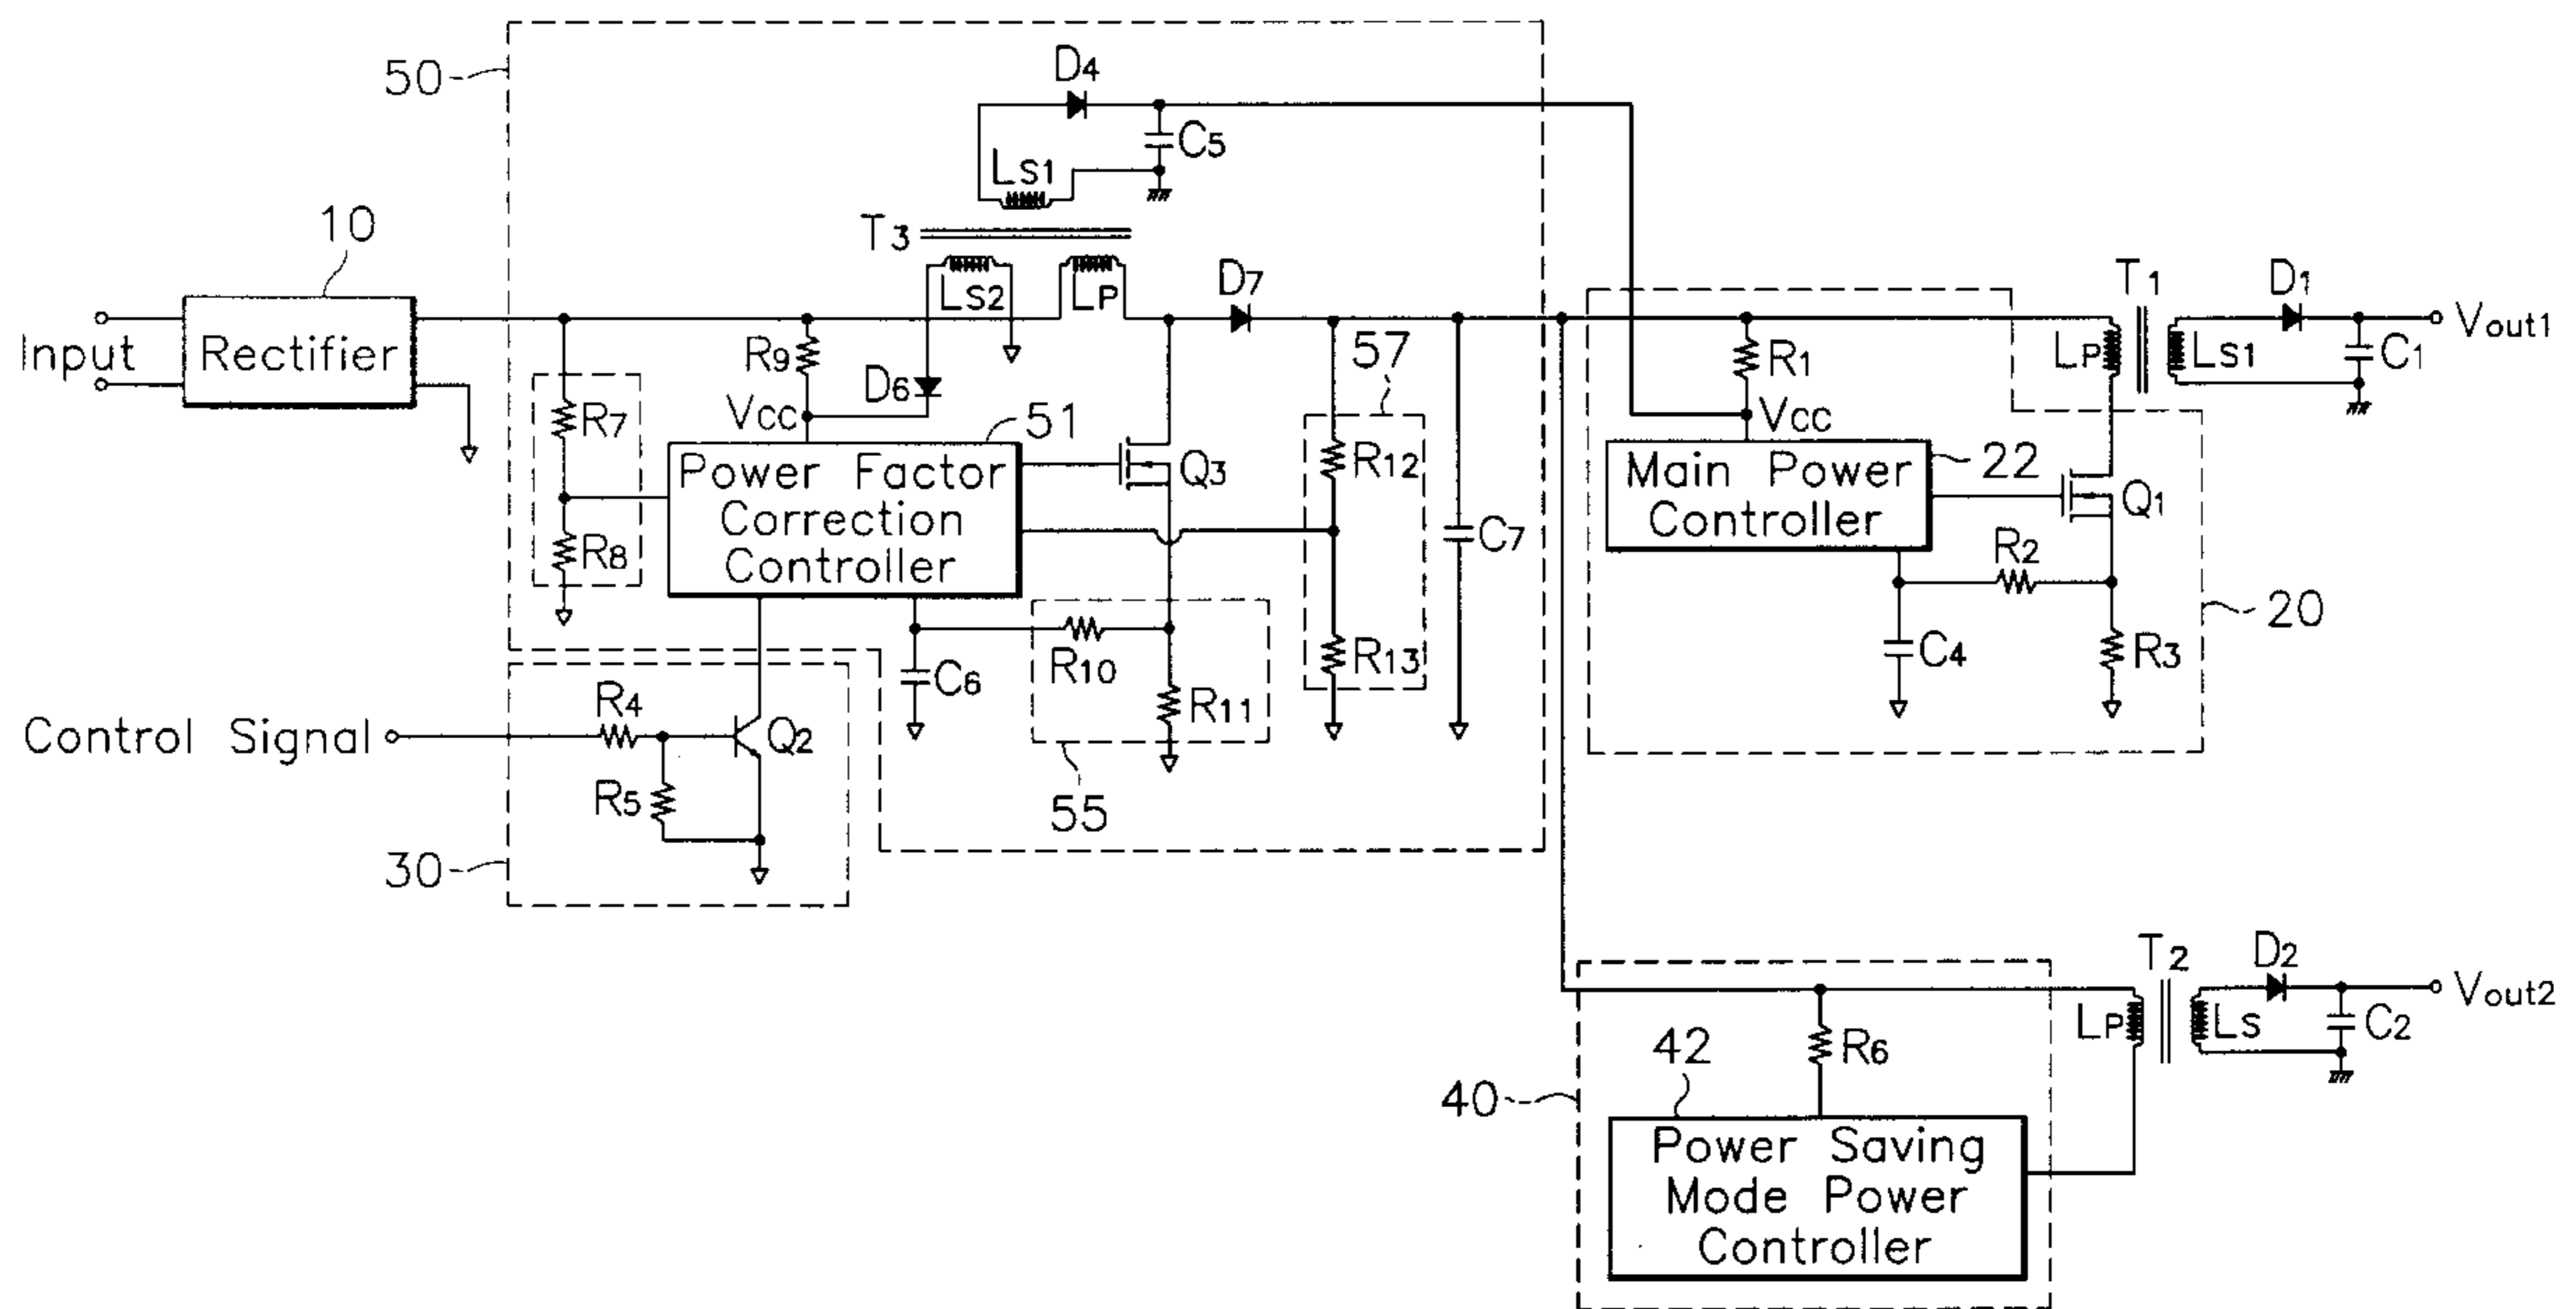 50
D4
C5
LS1
T3
10
Input
Rectifier
LS2
LP
D7
R9
D6
Vcc
51
57
R7
R8
Power Factor
Correction
Controller
Q3
R12
R13
C7
R10
R11
C6
55
Control Signal
R4
R5
Q2
30
R1
Vcc
Main Power
Controller
22
Q1
R2
C4
R3
20
T1
LP
LS1
D1
C1
Vout1
T2
LP
LS
D2
C2
Vout2
R6
42
40
Power Saving
Mode Power
Controller